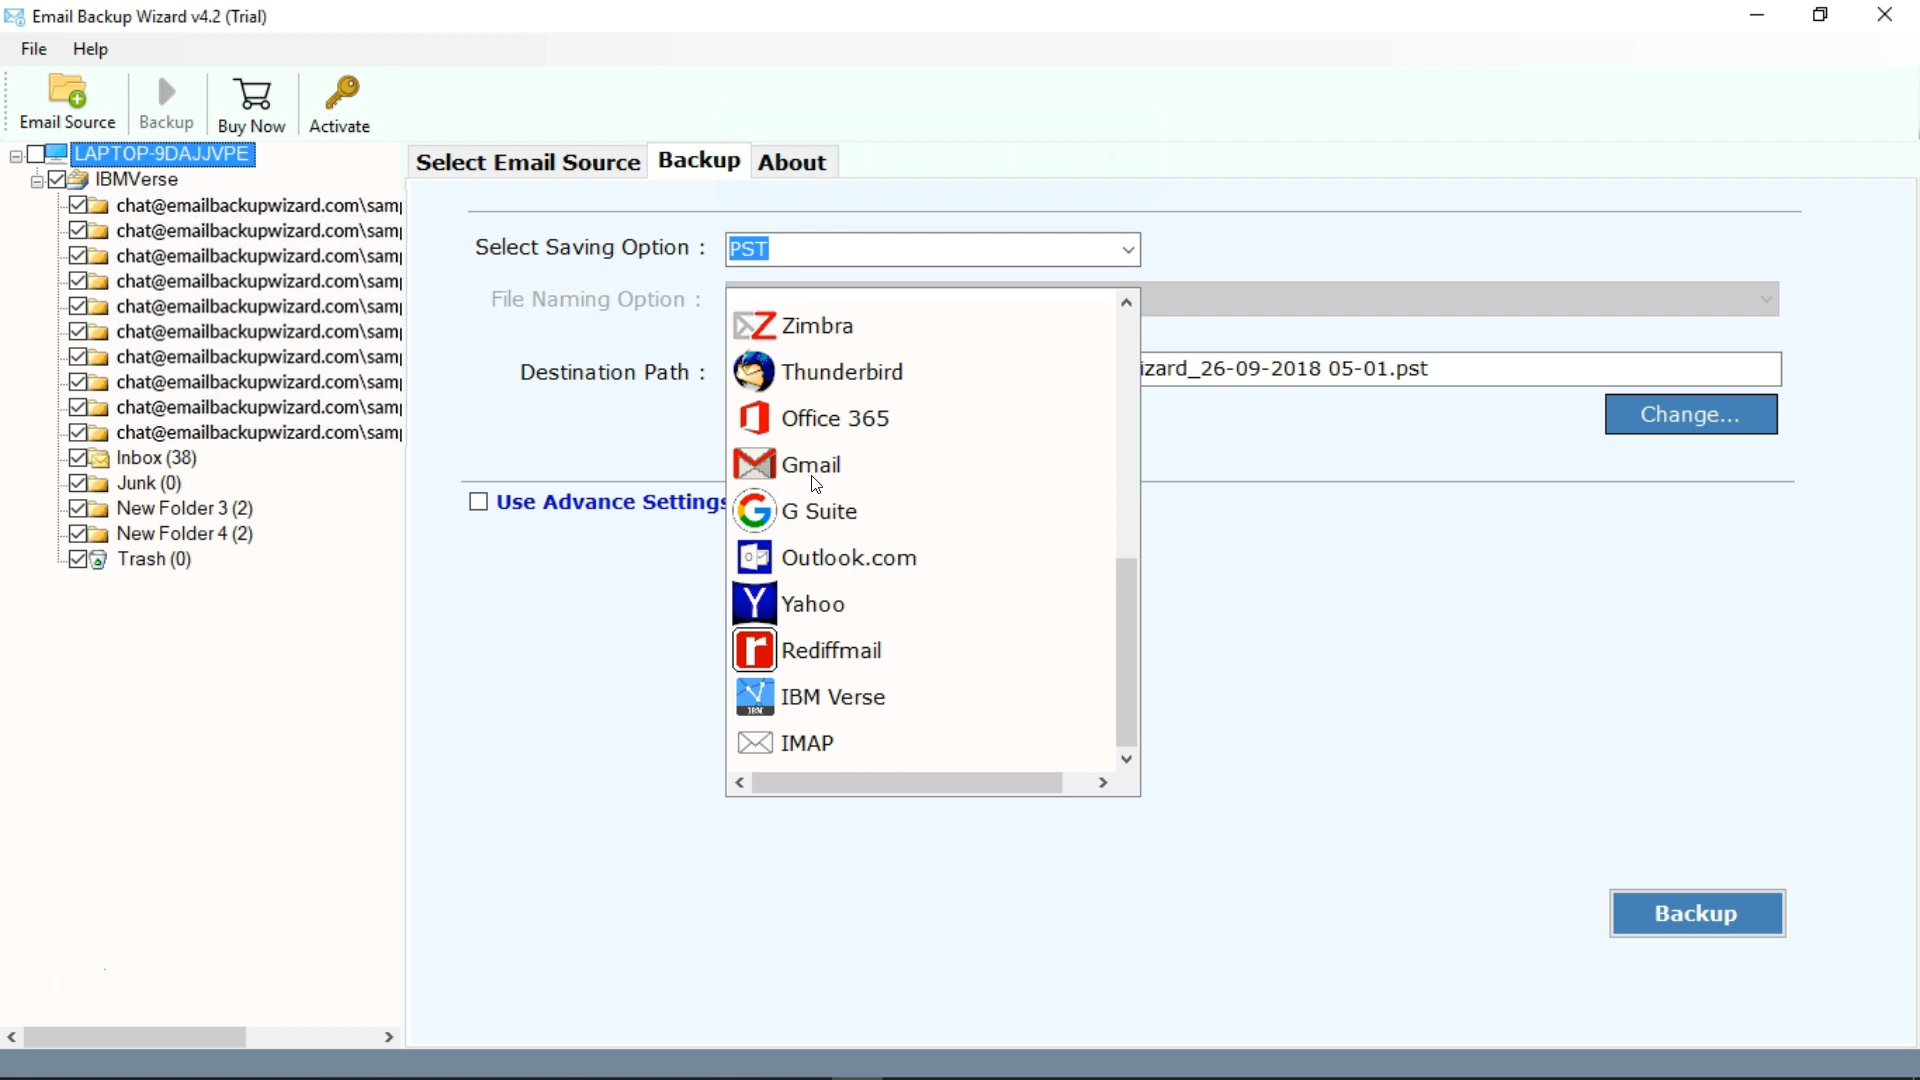 Email Backup Wizard v4.2 (Trial)
File Help
Email Source Backup Buy Now Activate
LAPTOP-9DAJJVPE
IBMVerse
chat@emailbackupwizard.com\sam
chat@emailbackupwizard.com\sam
chat@emailbackupwizard.com\sam
chat@emailbackupwizard.com\sam
chat@emailbackupwizard.com\sam
chat@emailbackupwizard.com\sam
chat@emailbackupwizard.com\sam
chat@emailbackupwizard.com\sam
chat@emailbackupwizard.com\sam
chat@emailbackupwizard.com\sam
Inbox (38)
Junk (0)
New Folder 3 (2)
New Folder 4 (2)
Trash (0)
Select Email Source Backup About
Select Saving Option : PST
File Naming Option :
Destination Path : izard_26-09-2018 05-01.pst
Change...
Use Advance Settings
Zimbra
Thunderbird
Office 365
Gmail
G Suite
Outlook.com
Yahoo
Rediffmail
IBM Verse
IMAP
Backup